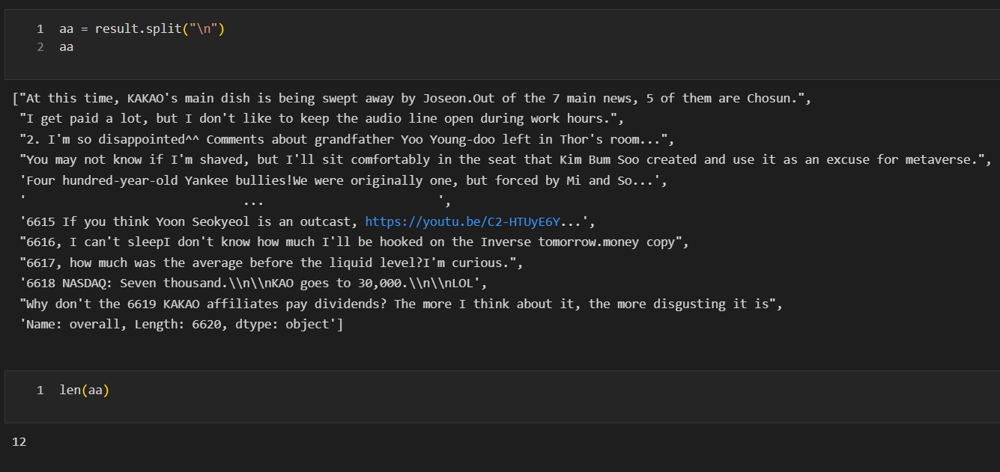 1 aa = result.split("\n")
2 aa
["At this time, KAKAO's main dish is being swept away by Joseon.Out of the 7 main news, 5 of them are Chosun.",
"I get paid a lot, but I don't like to keep the audio line open during work hours.",
"2. I'm so disappointed^^ Comments about grandfather Yoo Young-doo left in Thor's room...",
"You may not know if I'm shaved, but I'll sit comfortably in the seat that Kim Bum Soo created and use it as an excuse for metaverse.",
'Four hundred-year-old Yankee bullies!We were originally one, but forced by Mi and So...',
' ... ',
'6615 If you think Yoon Seokyeol is an outcast, https://youtu.be/C2-HTUyE6Y...',
"6616, I can't sleepI don't know how much I'll be hooked on the Inverse tomorrow.money copy",
"6617, how much was the average before the liquid level?I'm curious.",
'6618 NASDAQ: Seven thousand.\\n\\nKAO goes to 30,000.\\n\\nLOL',
"Why don't the 6619 KAKAO affiliates pay dividends? The more I think about it, the more disgusting it is",
'Name: overall, Length: 6620, dtype: object']
1 len(aa)
12